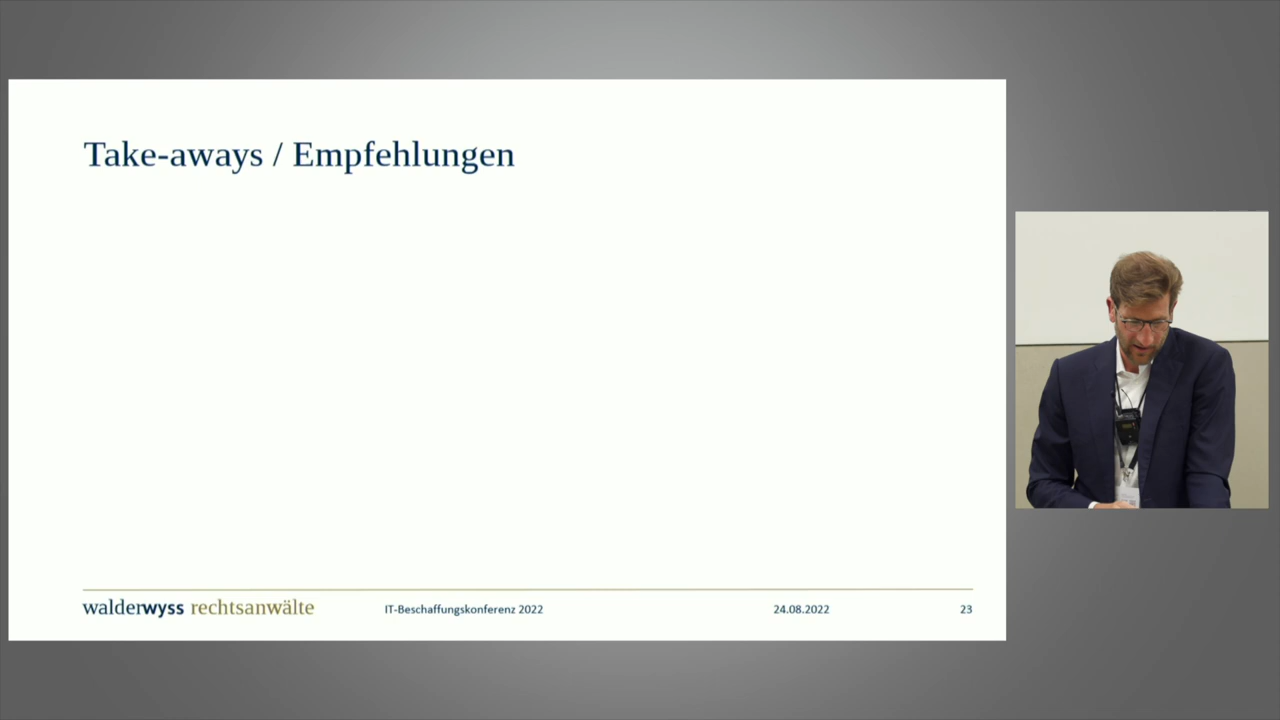 Take-aways / Empfehlungen
walderwyss rechtsanwälte
IT-Beschaffungskonferenz 2022
24.08.2022
23